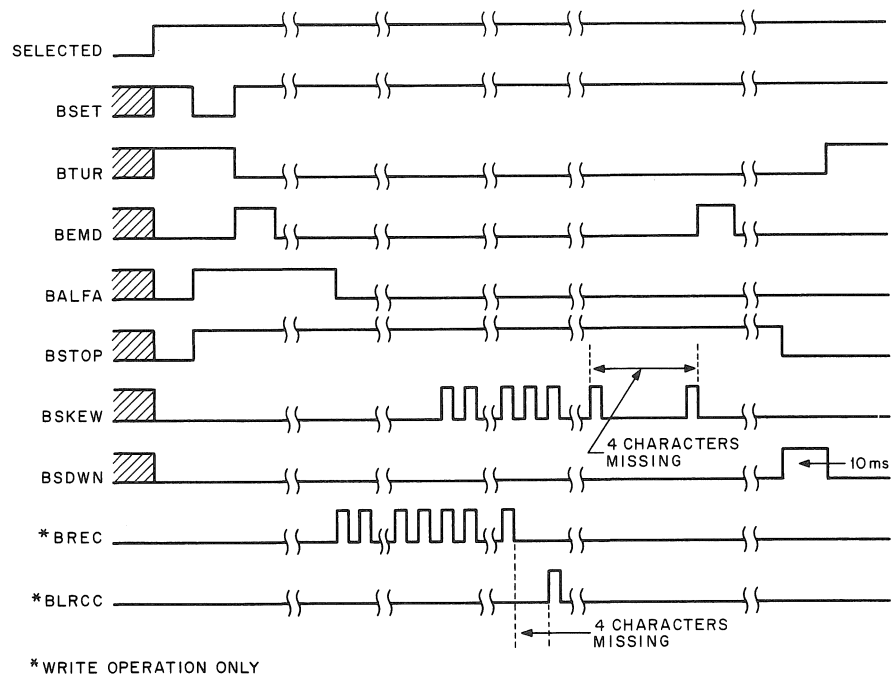 SELECTED
BSET
BTUR
BEMD
BALFA
BSTOP
BSKEW
4 CHARACTERS
MISSING
BSDWN
10 ms
*BREC
*BLRCC
4 CHARACTERS
MISSING
*WRITE OPERATION ONLY